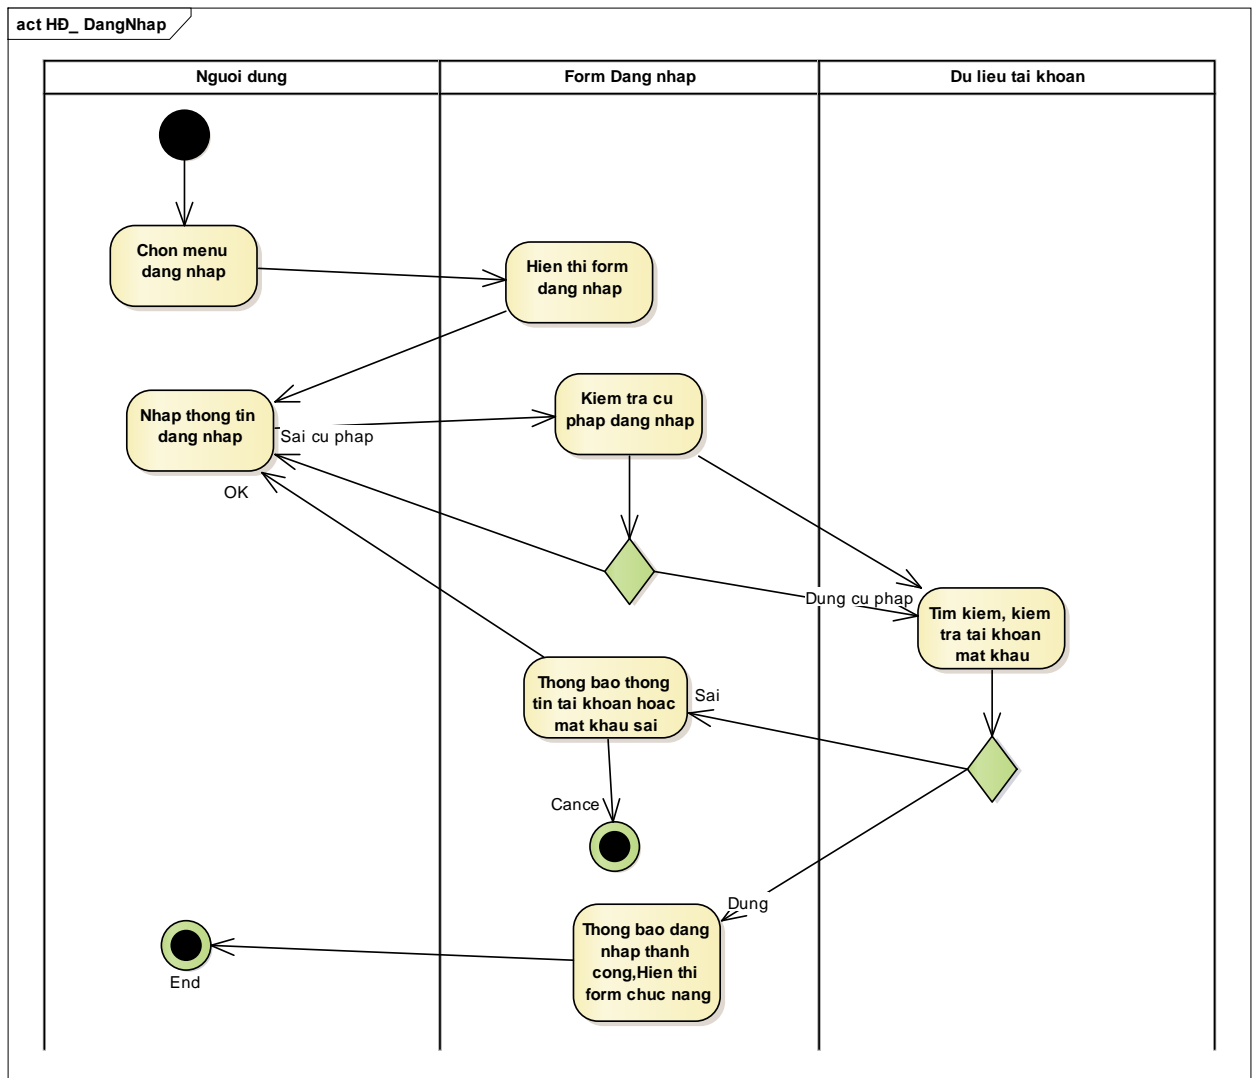 act HĐ_ DangNhap
Nguoi dung
Form Dang nhap
Du lieu tai khoan
Chon menu
dang nhap
Hien thi form
dang nhap
Nhap thong tin
dang nhap
Sai cu phap
Kiem tra cu
phap dang nhap
OK
Dung cu phap
Tim kiem, kiem
tra tai khoan
mat khau
Thong bao thong
tin tai khoan hoac
mat khau sai
Sai
Cance
Dung
Thong bao dang
nhap thanh
cong,Hien thi
form chuc nang
End